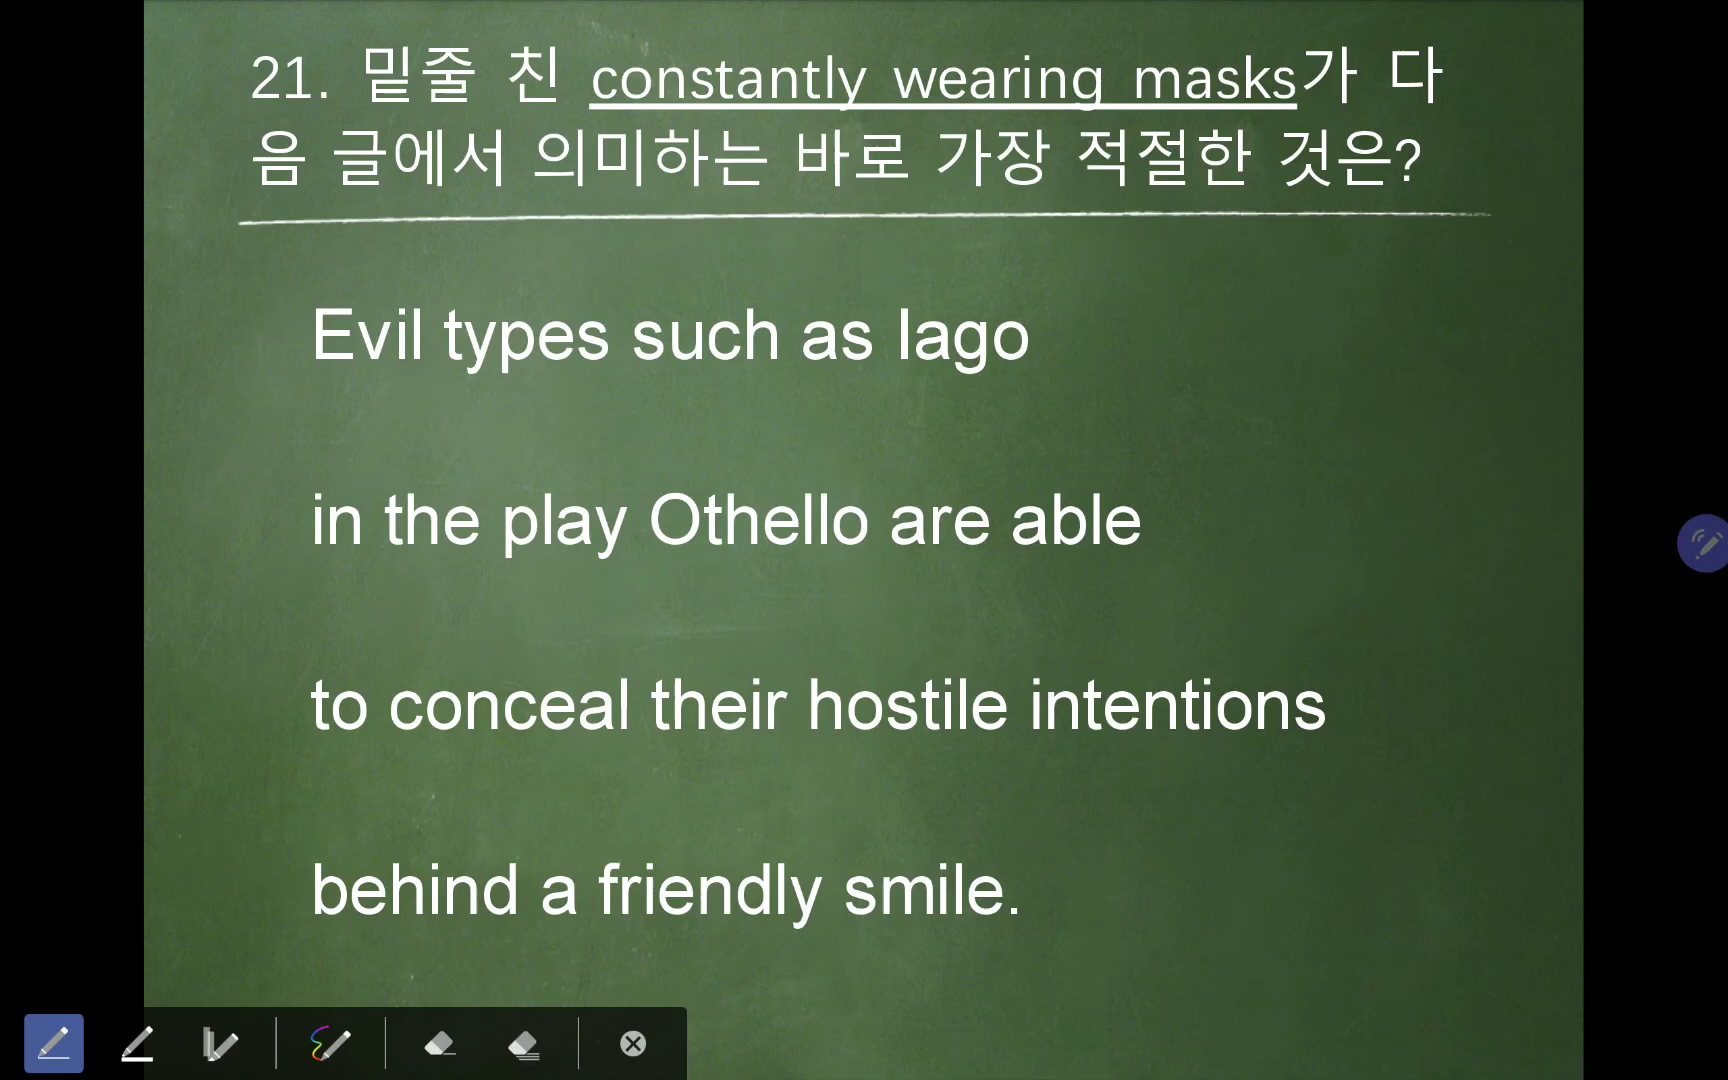 21. 밑줄 친 constantly wearing masks가 다
음 글에서 의미하는 바로 가장 적절한 것은?
Evil types such as Iago
in the play Othello are able
to conceal their hostile intentions
behind a friendly smile.